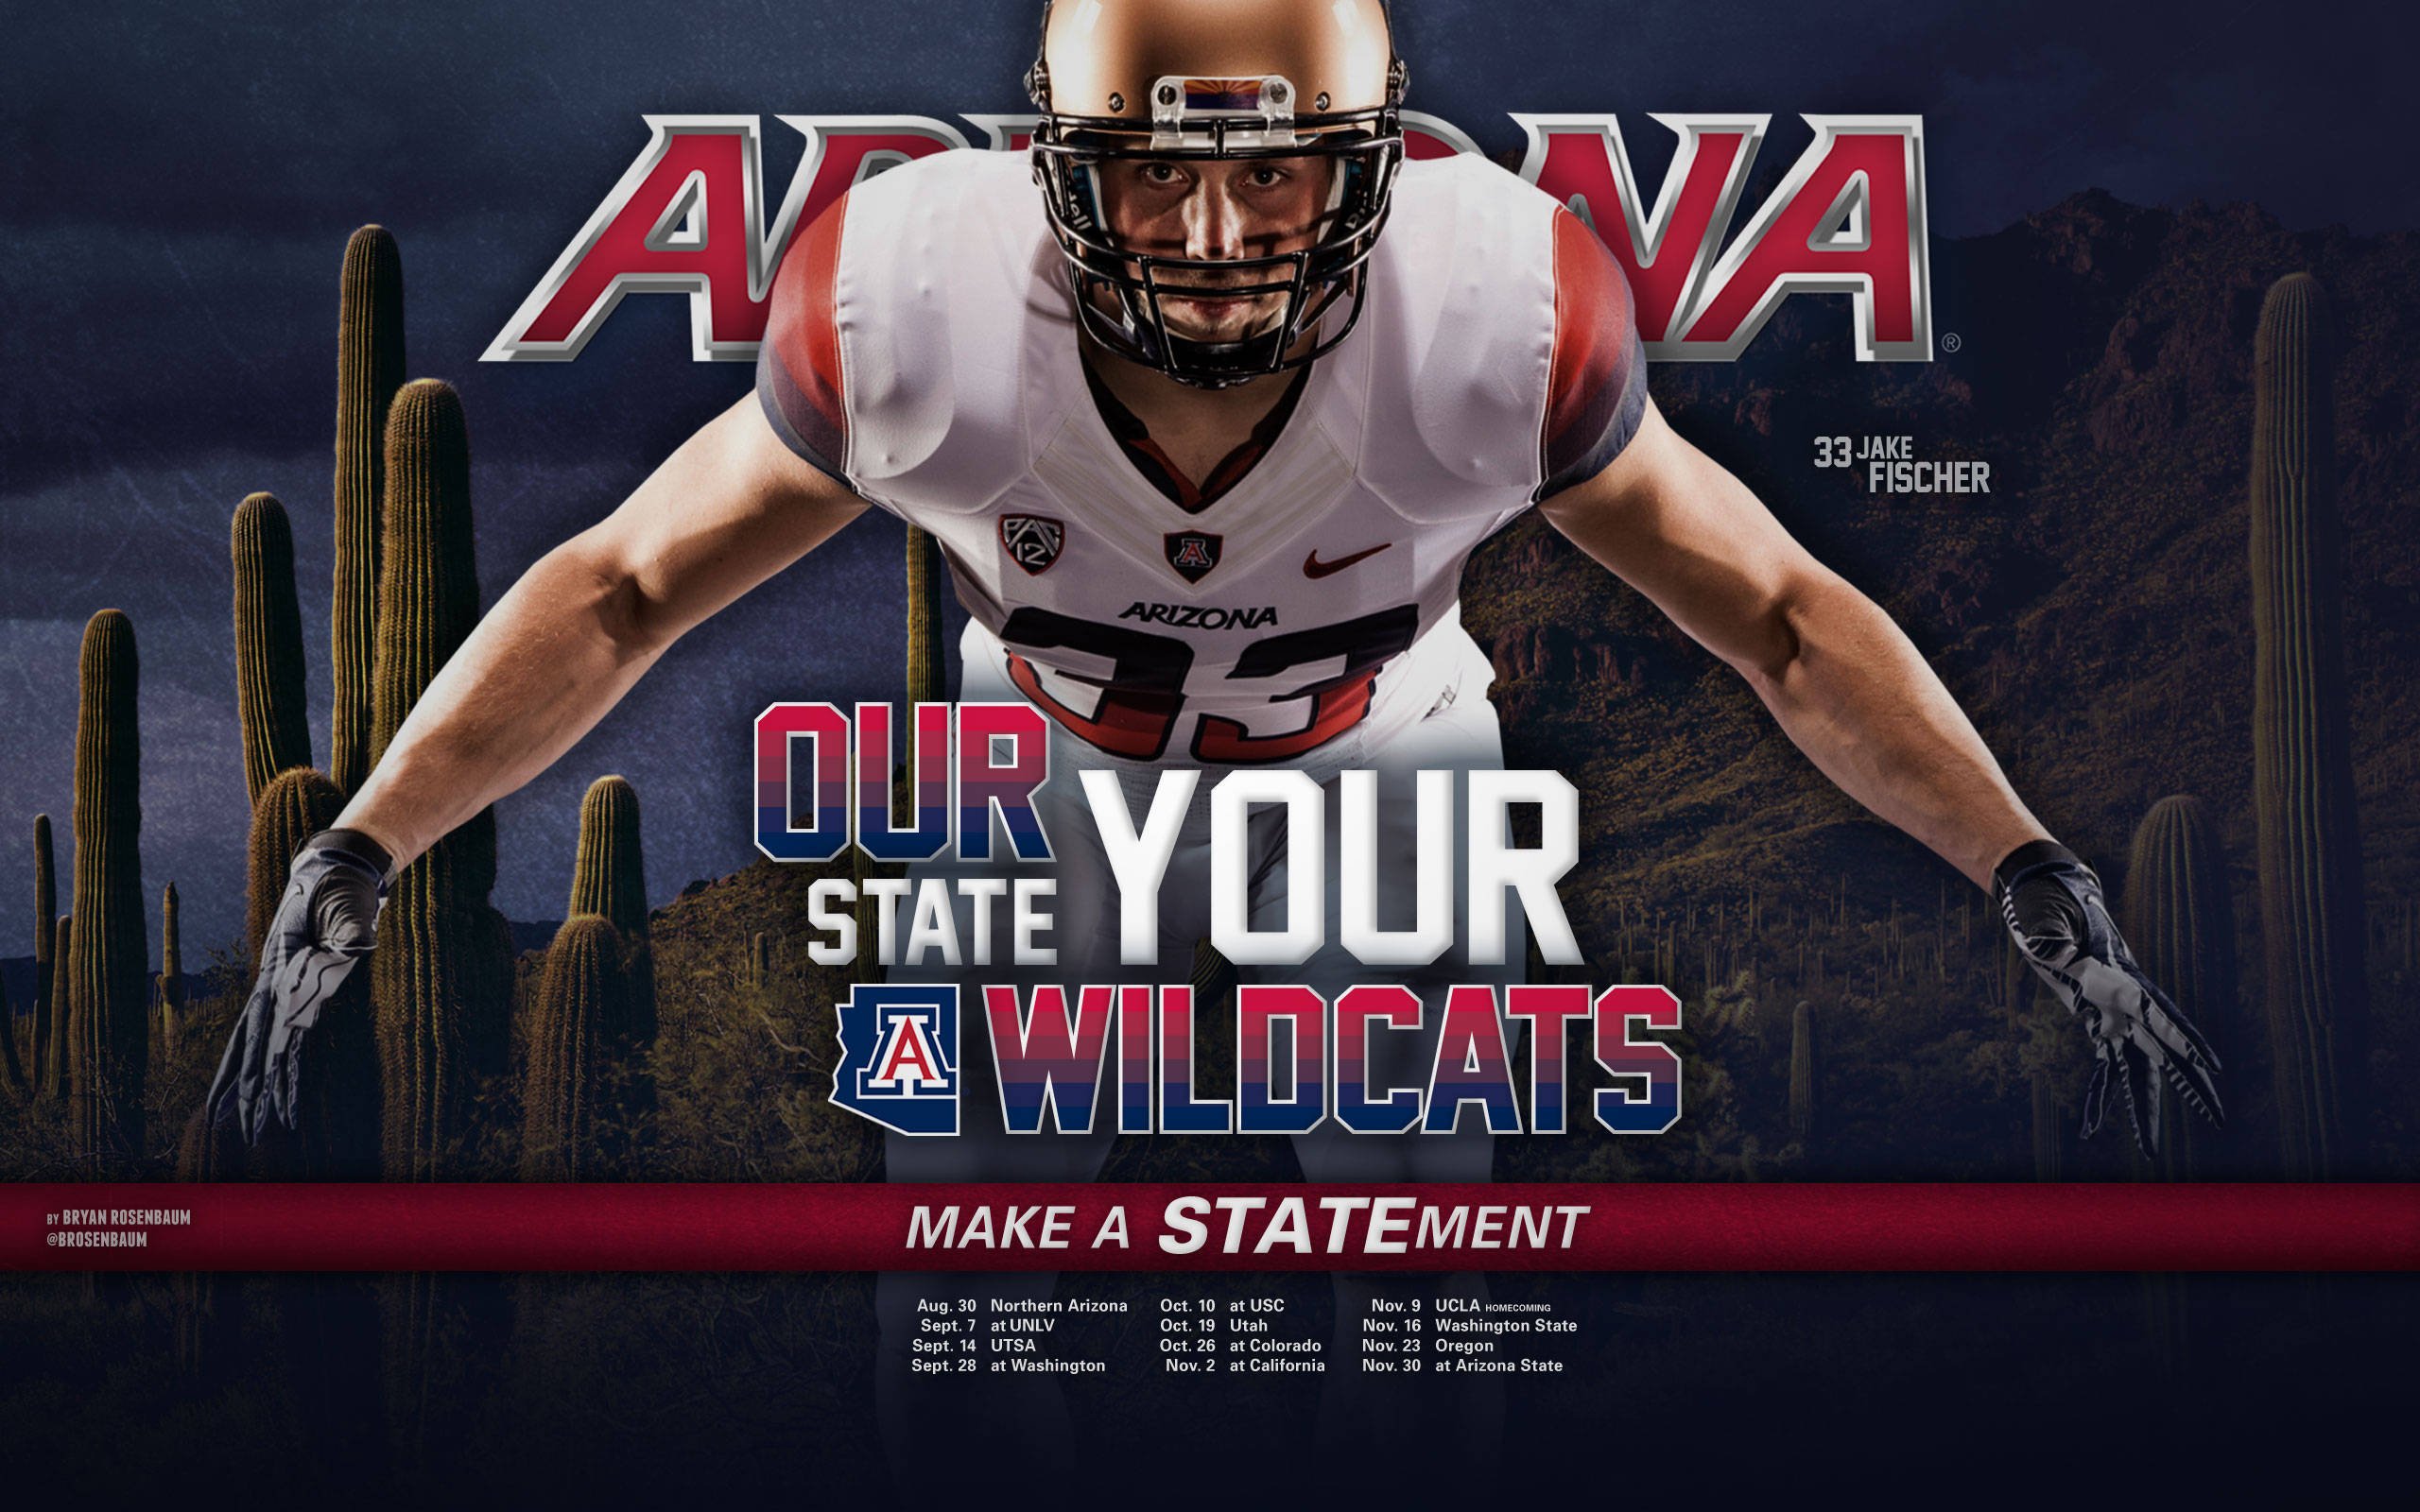 ARIZONA
®
33 JAKE
FISCHER
PAC
12
A
ARIZONA
33
OUR
STATE YOUR
A WILDCATS
BY BRYAN ROSENBAUM
@BROSENBAUM
MAKE A STATEMENT
Aug. 30 Northern Arizona
Sept. 7 at UNLV
Sept. 14 UTSA
Sept. 28 at Washington
Oct. 10 at USC
Oct. 19 Utah
Oct. 26 at Colorado
Nov. 2 at California
Nov. 9 UCLA HOMECOMING
Nov. 16 Washington State
Nov. 23 Oregon
Nov. 30 at Arizona State